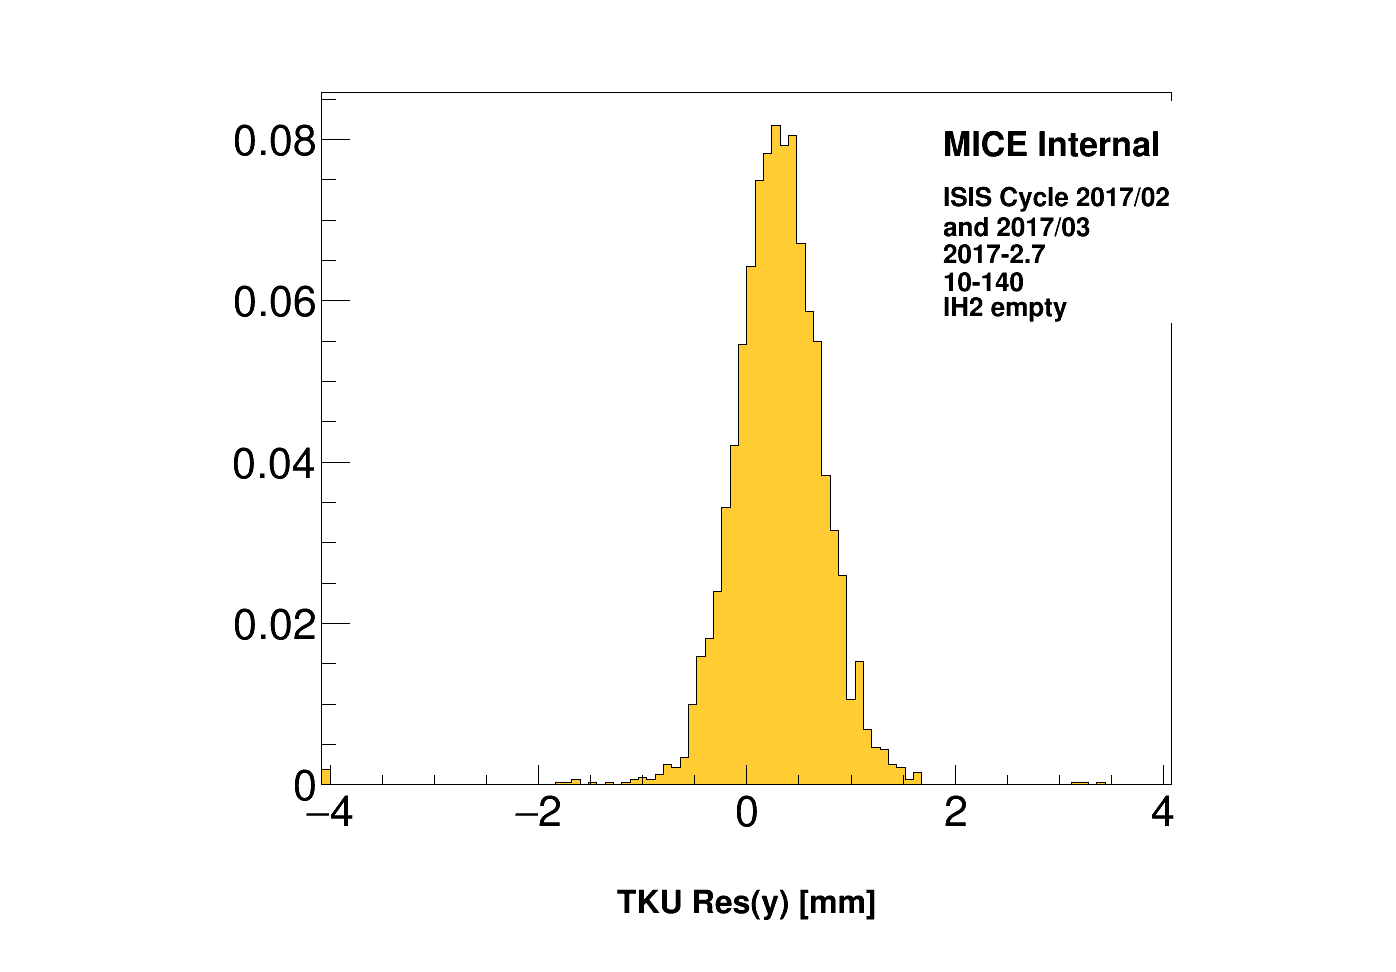 0.08
0.06
0.04
0.02
0
−4
−2
0
2
4
MICE Internal
ISIS Cycle 2017/02
and 2017/03
2017-2.7
10-140
lH2 empty
TKU Res(y) [mm]